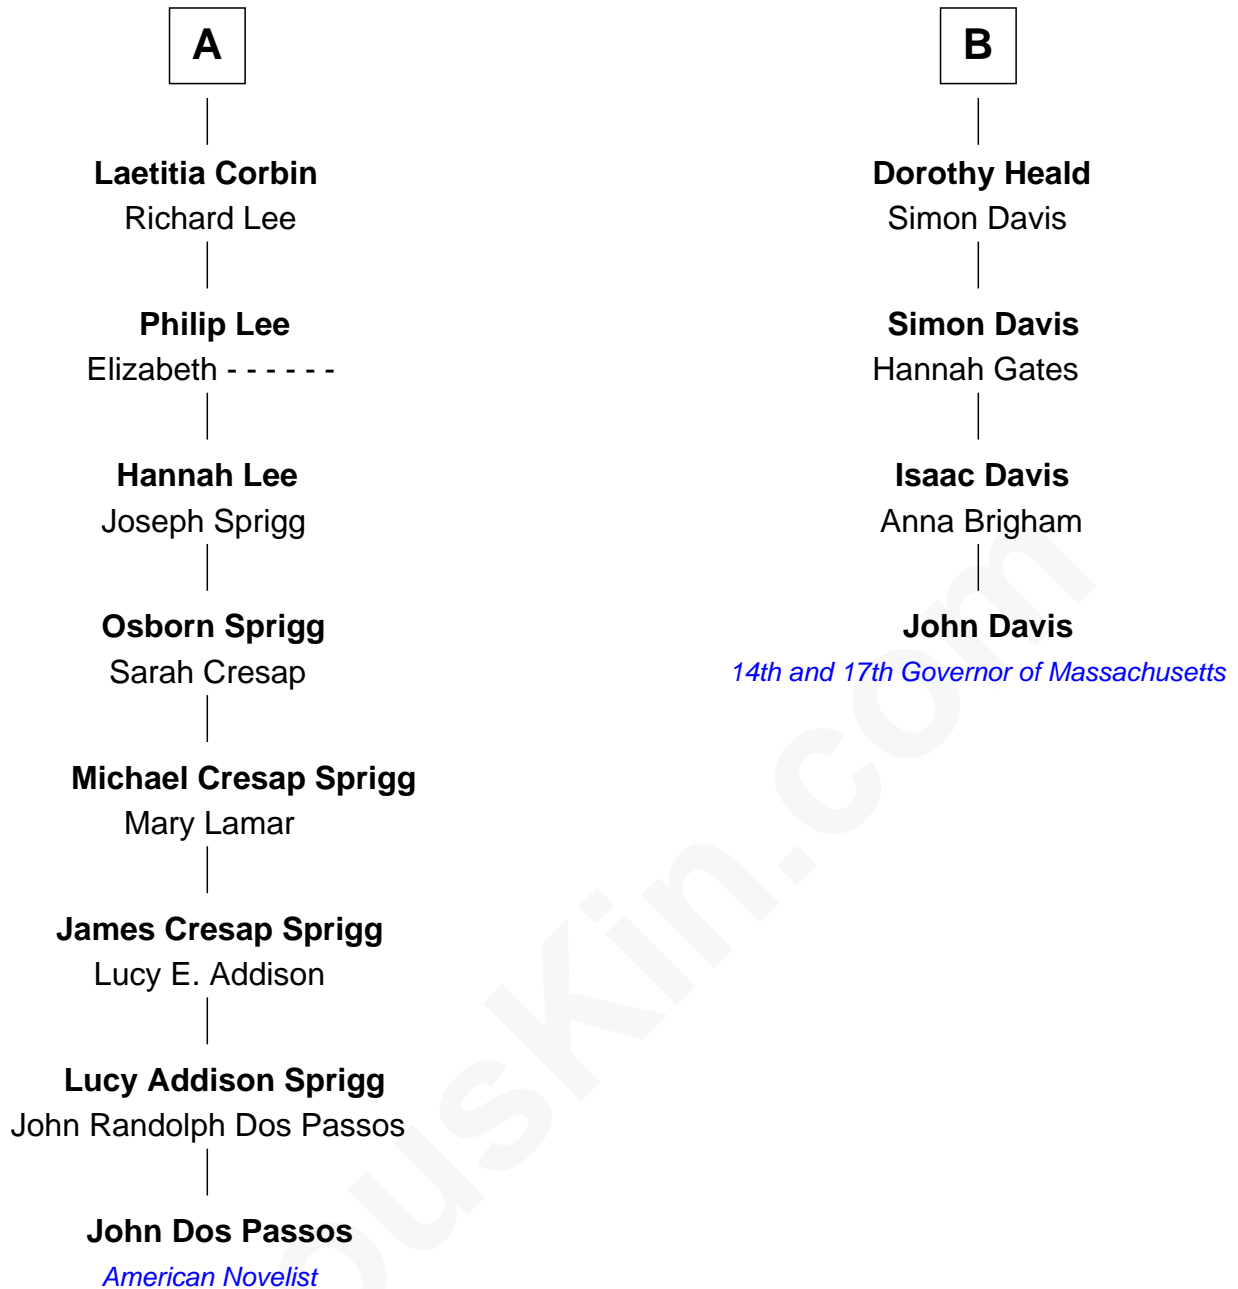 A
Laetitia Corbin
Richard Lee
Philip Lee
Elizabeth - - - - - -
Hannah Lee
Joseph Sprigg
Osborn Sprigg
Sarah Cresap
Michael Cresap Sprigg
Mary Lamar
James Cresap Sprigg
Lucy E. Addison
Lucy Addison Sprigg
John Randolph Dos Passos
John Dos Passos
American Novelist
B
Dorothy Heald
Simon Davis
Simon Davis
Hannah Gates
Isaac Davis
Anna Brigham
John Davis
14th and 17th Governor of Massachusetts
ousKin.com